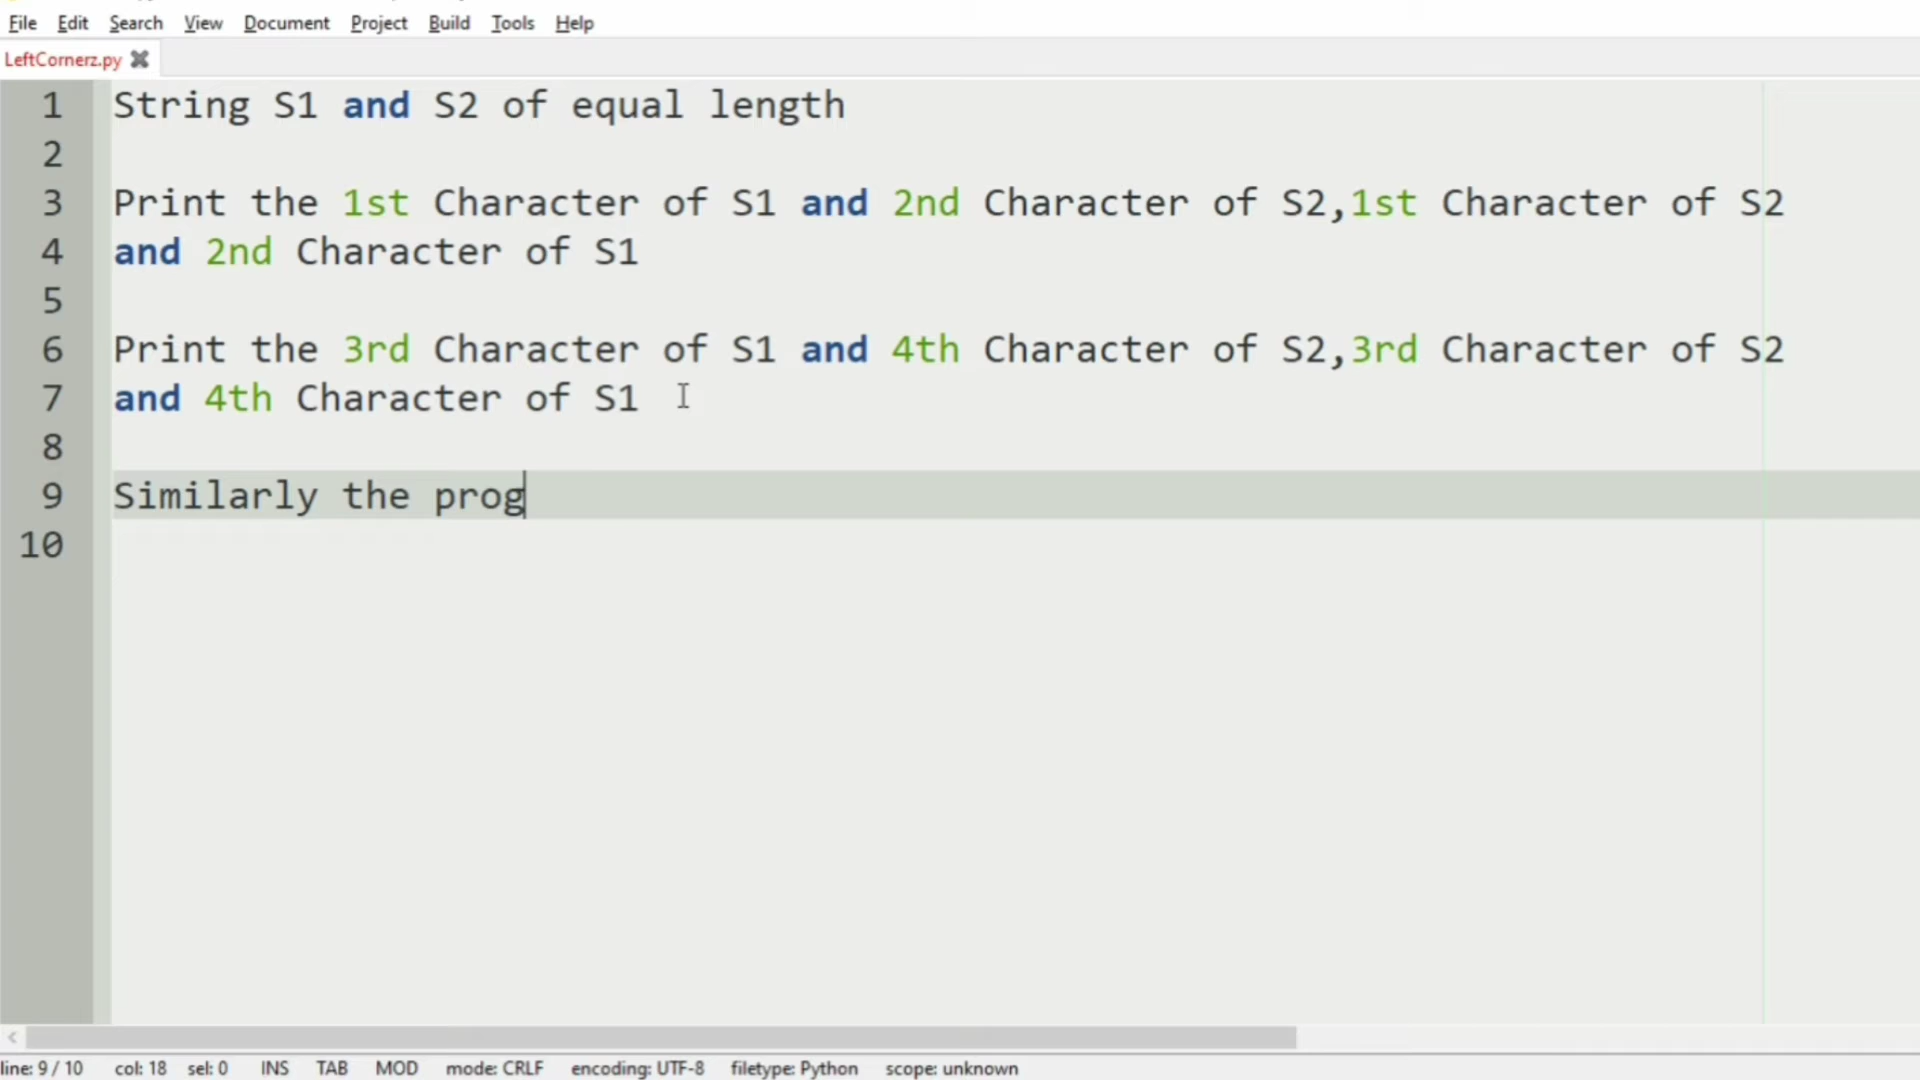 File Edit Search View Document Project Build Tools Help
LeftCornerz.py
1 String S1 and S2 of equal length
2
3 Print the 1st Character of S1 and 2nd Character of S2,1st Character of S2
4 and 2nd Character of S1
5
6 Print the 3rd Character of S1 and 4th Character of S2,3rd Character of S2
7 and 4th Character of S1
8
9 Similarly the prog
10
line: 9 / 10 col: 18 sel: 0 INS TAB MOD mode: CRLF encoding: UTF-8 filetype: Python scope: unknown